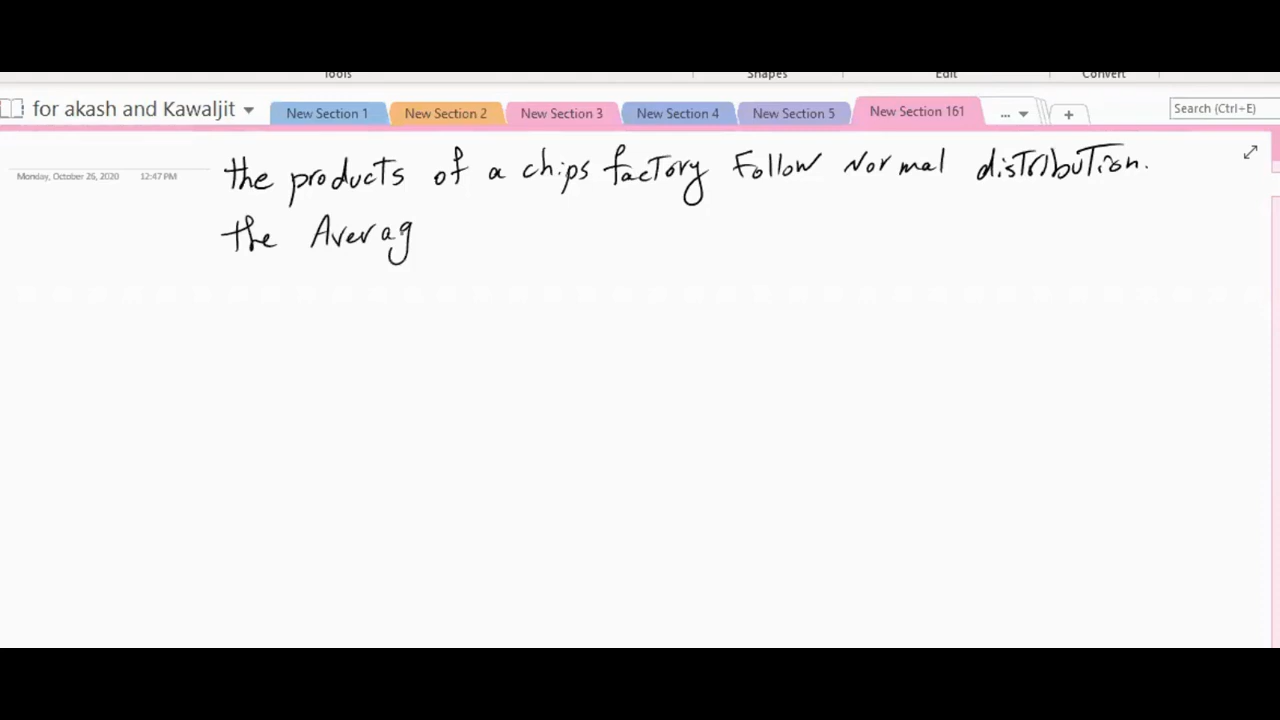 Tools
Shapes
Edit
Convert
for akash and Kawaljit
New Section 1
New Section 2
New Section 3
New Section 4
New Section 5
New Section 161
...
+
Search (Ctrl+E)
Monday, October 26, 2020 12:47 PM
the products of a chips factory Follow Normal distribution.
the Averag